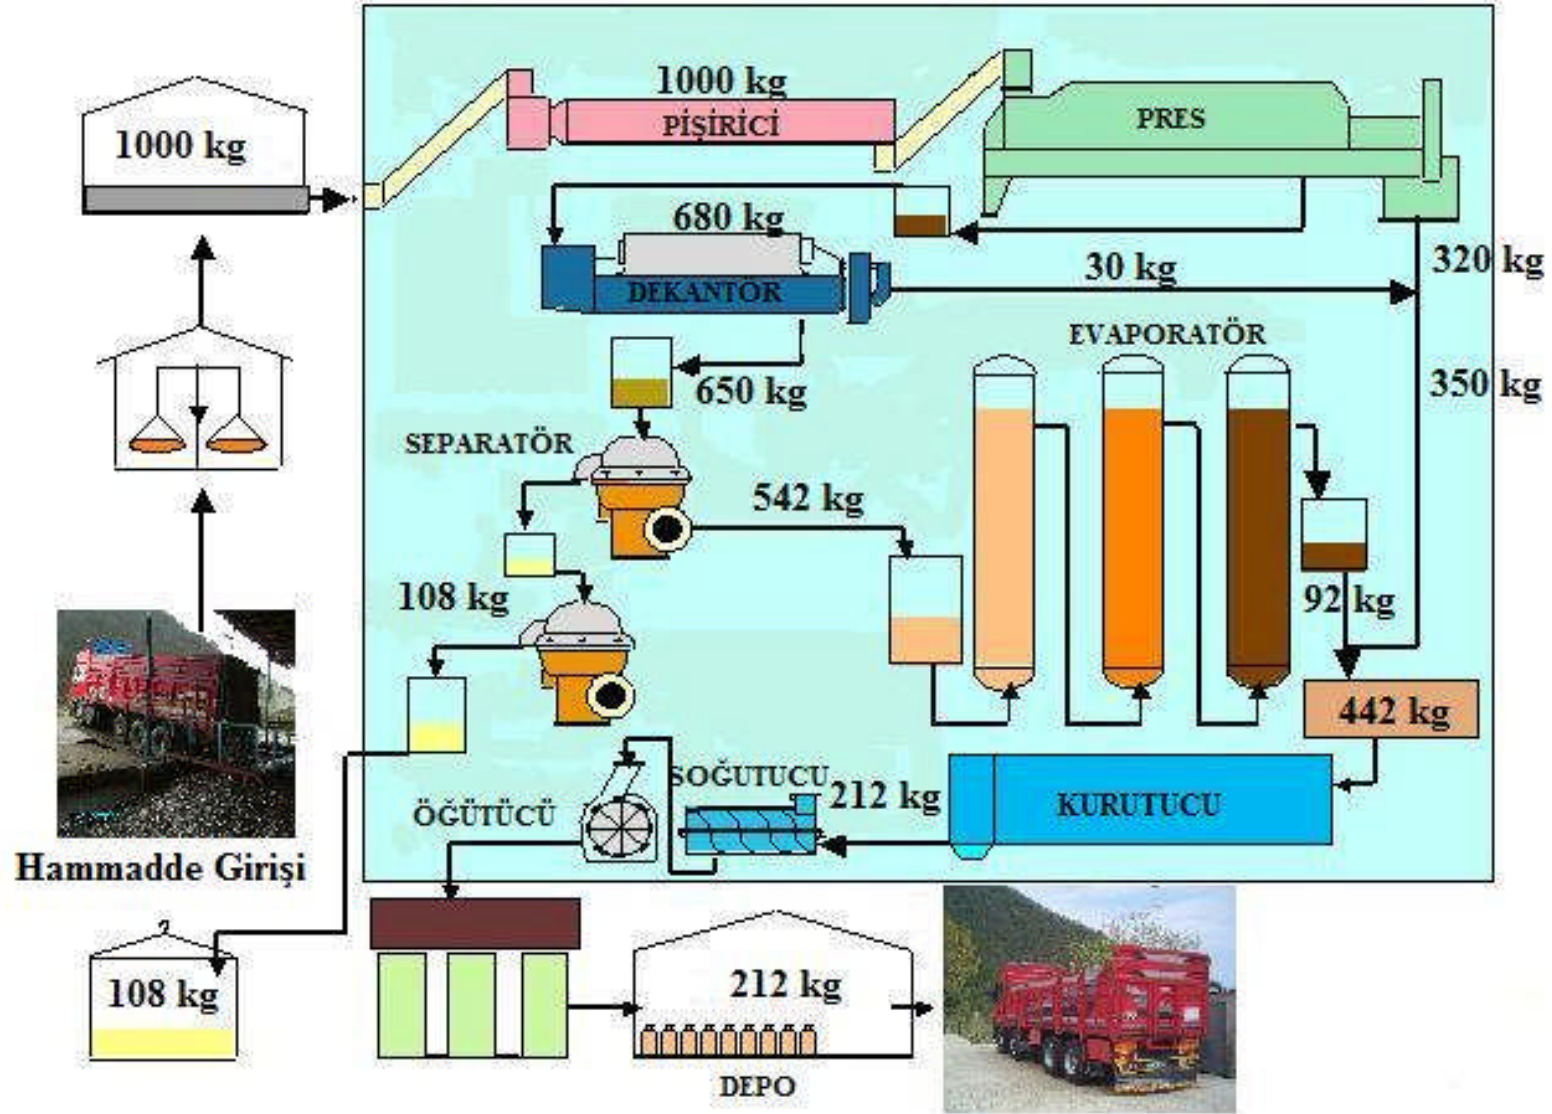 1000 kg
1000 kg
PİŞİRİCİ
PRES
680 kg
DEKANTÖR
30 kg
320 kg
EVAPORATÖR
650 kg
350 kg
SEPARATÖR
542 kg
108 kg
92 kg
442 kg
SOĞUTUCU
212 kg
KURUTUCU
ÖĞÜTÜCÜ
Hammadde Girişi
108 kg
212 kg
DEPO